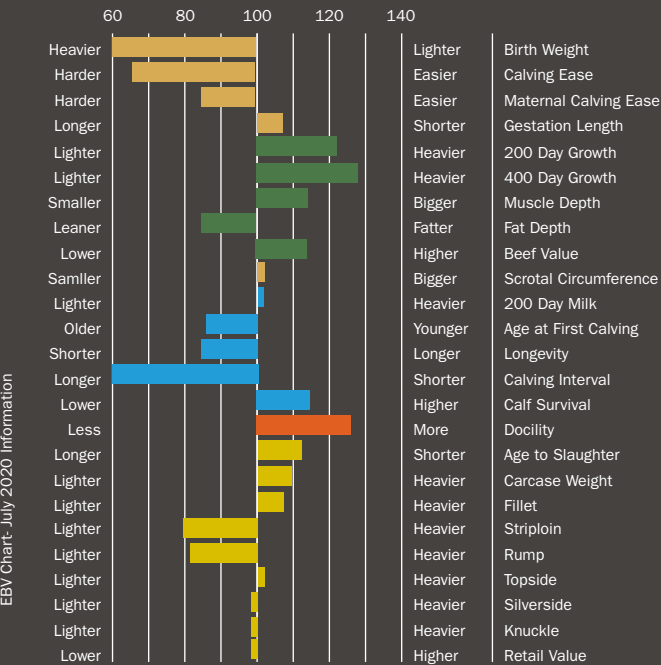 60 80 100 120 140
Heavier Lighter Birth Weight
Harder Easier Calving Ease
Harder Easier Maternal Calving Ease
Longer Shorter Gestation Length
Lighter Heavier 200 Day Growth
Lighter Heavier 400 Day Growth
Smaller Bigger Muscle Depth
Leaner Fatter Fat Depth
Lower Higher Beef Value
Samller Bigger Scrotal Circumference
Lighter Heavier 200 Day Milk
Older Younger Age at First Calving
Shorter Longer Longevity
Longer Shorter Calving Interval
Lower Higher Calf Survival
Less More Docility
Longer Shorter Age to Slaughter
Lighter Heavier Carcase Weight
Lighter Heavier Fillet
Lighter Heavier Striploin
Lighter Heavier Rump
Lighter Heavier Topside
Lighter Heavier Silverside
Lighter Heavier Knuckle
Lower Higher Retail Value
EBV Chart- July 2020 Information